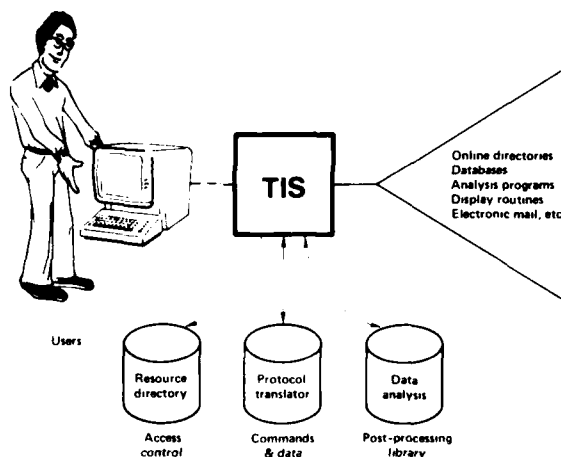 TIS
Online directories
Databases
Analysis programs
Display routines
Electronic mail, etc
Users
Resource
directory
Protocol
translator
Data
analysis
Access
control
Commands
& data
Post-processing
library